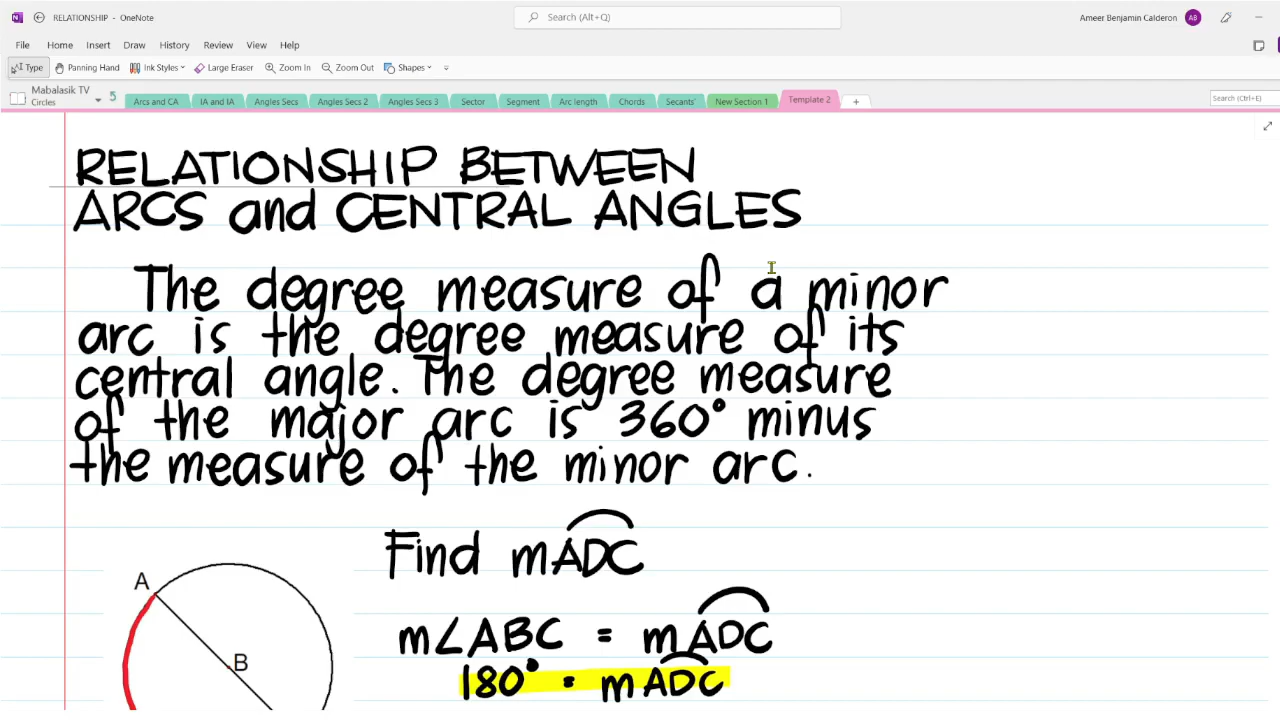 RELATIONSHIP - OneNote
Search (Alt+Q)
Ameer Benjamin Calderon
AB
File Home Insert Draw History Review View Help
Type Panning Hand Ink Styles Large Eraser Zoom In Zoom Out Shapes
Mabalasik TV
Circles
5
Arcs and CA IA and IA Angles Secs Angles Secs 2 Angles Secs 3 Sector Segment Arc length Chords Secants' New Section 1 Template 2 +
Search (Ctrl+E)
RELATIONSHIP BETWEEN
ARCS and CENTRAL ANGLES
The degree measure of a minor
arc is the degree measure of its
central angle. The degree measure
of the major arc is 360° minus
the measure of the minor arc.
Find mADC
A
m∠ABC = mADC
B
180° = mADC